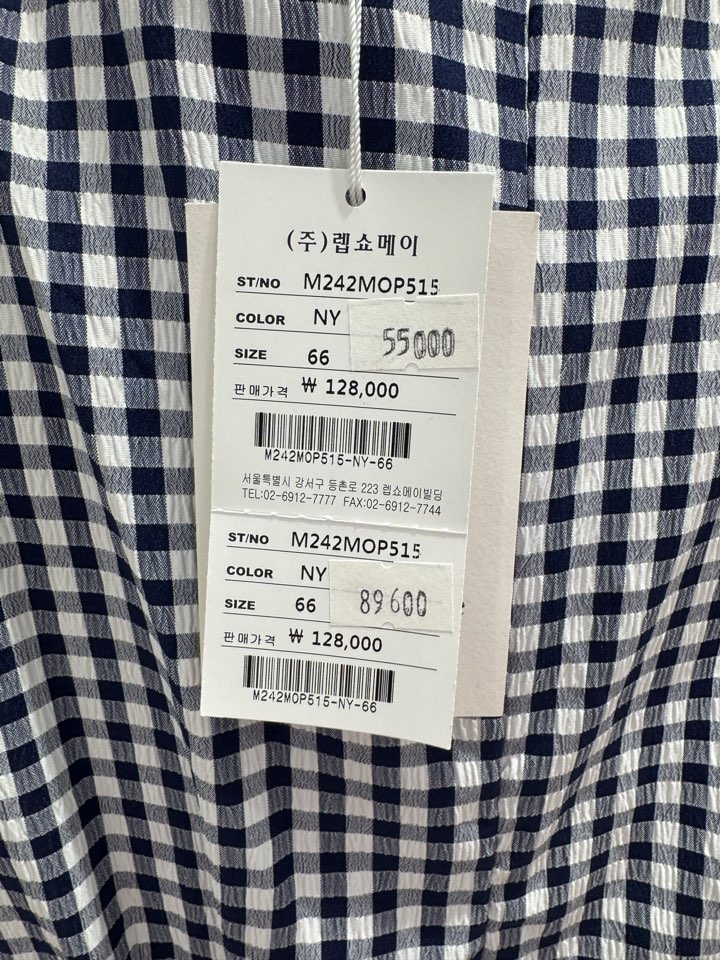 (주)렙쇼메이
ST/NO M242MOP515
COLOR NY
55000
SIZE 66
판매가격 ₩ 128,000
M242MOP515-NY-66
서울특별시 강서구 등촌로 223 렙쇼메이빌딩
TEL:02-6912-7777 FAX:02-6912-7744
ST/NO M242MOP515
COLOR NY
89600
SIZE 66
판매가격 ₩ 128,000
M242MOP515-NY-66